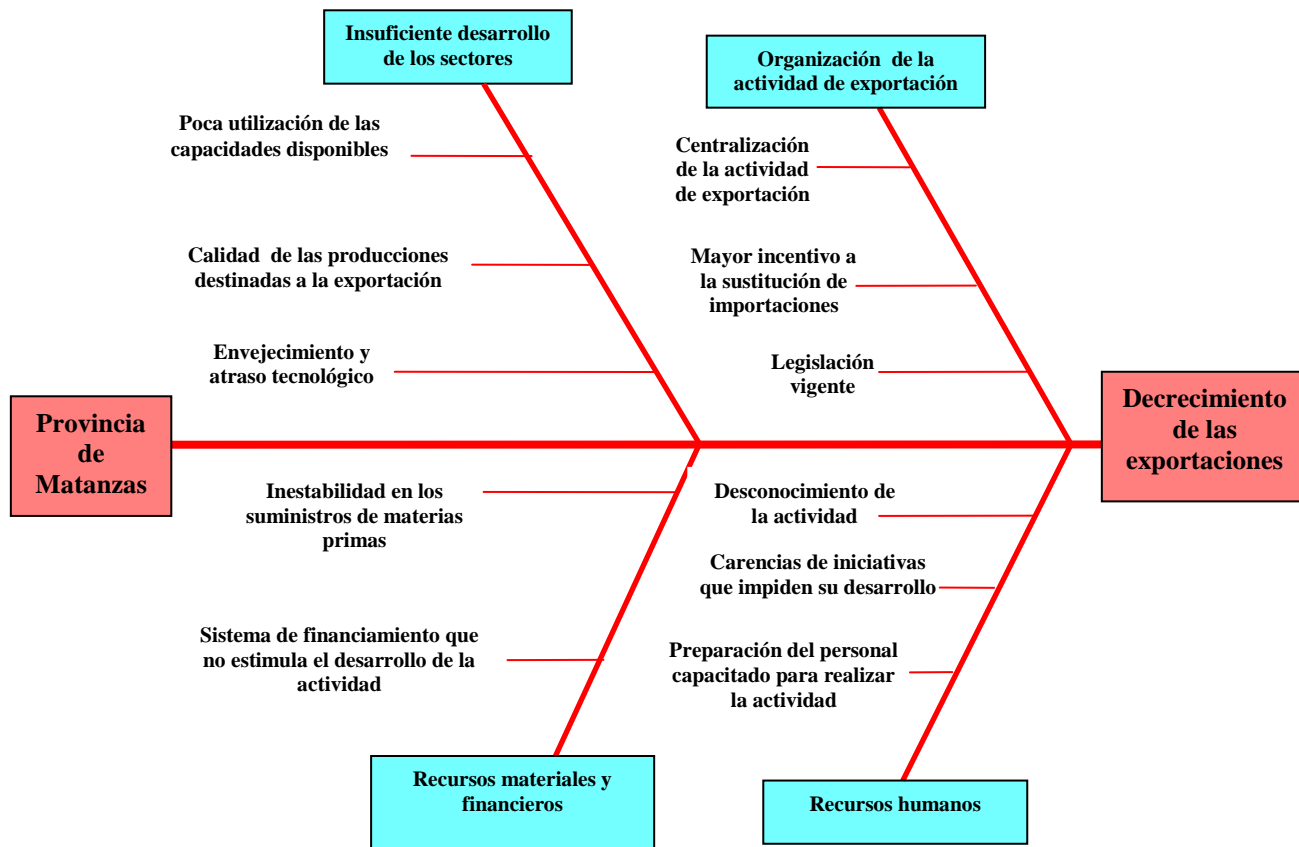 Insuficiente desarrollo
de los sectores
Organización  de la
actividad de exportación
Poca utilización de las
capacidades disponibles
Centralización
de la actividad
de exportación
Calidad  de las producciones
destinadas a la exportación
Mayor incentivo a
la sustitución de
importaciones
Envejecimiento y
atraso tecnológico
Legislación
vigente
Provincia
de
Matanzas
Decrecimiento
de las
exportaciones
Inestabilidad en los
suministros de materias
primas
Desconocimiento de
la actividad
Carencias de iniciativas
que impiden su desarrollo
Sistema de financiamiento que
no estimula el desarrollo de la
actividad
Preparación del personal
capacitado para realizar
la actividad
Recursos materiales y
financieros
Recursos humanos